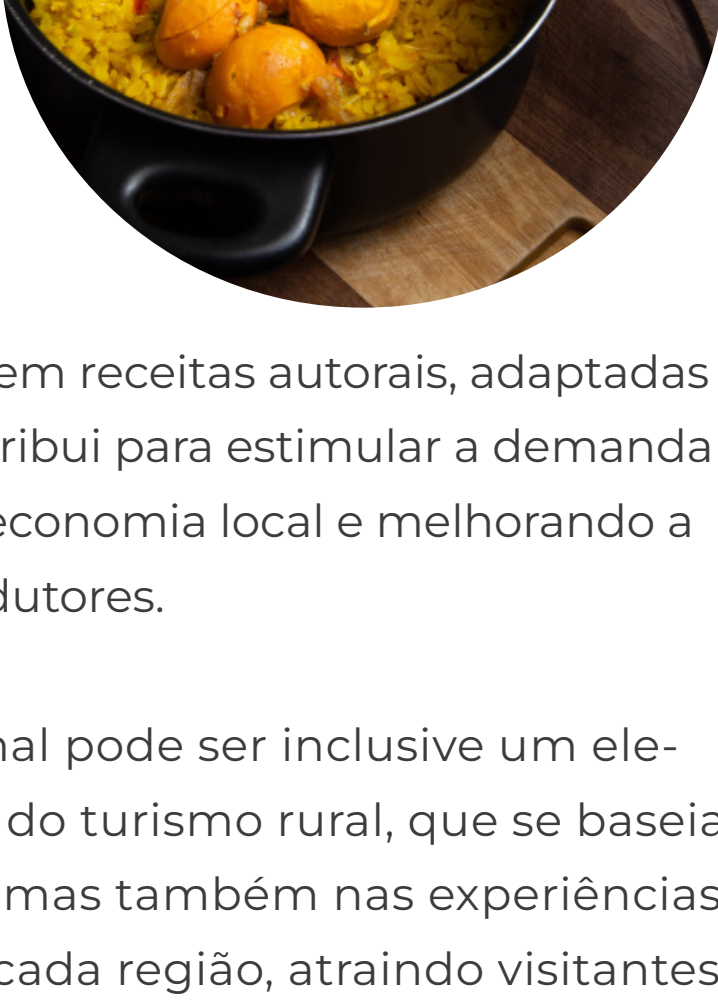 em receitas autorais, adaptadas
ribui para estimular a demanda
economia local e melhorando a
dutores.
nal pode ser inclusive um ele-
do turismo rural, que se baseia
mas também nas experiências
cada região, atraindo visitantes